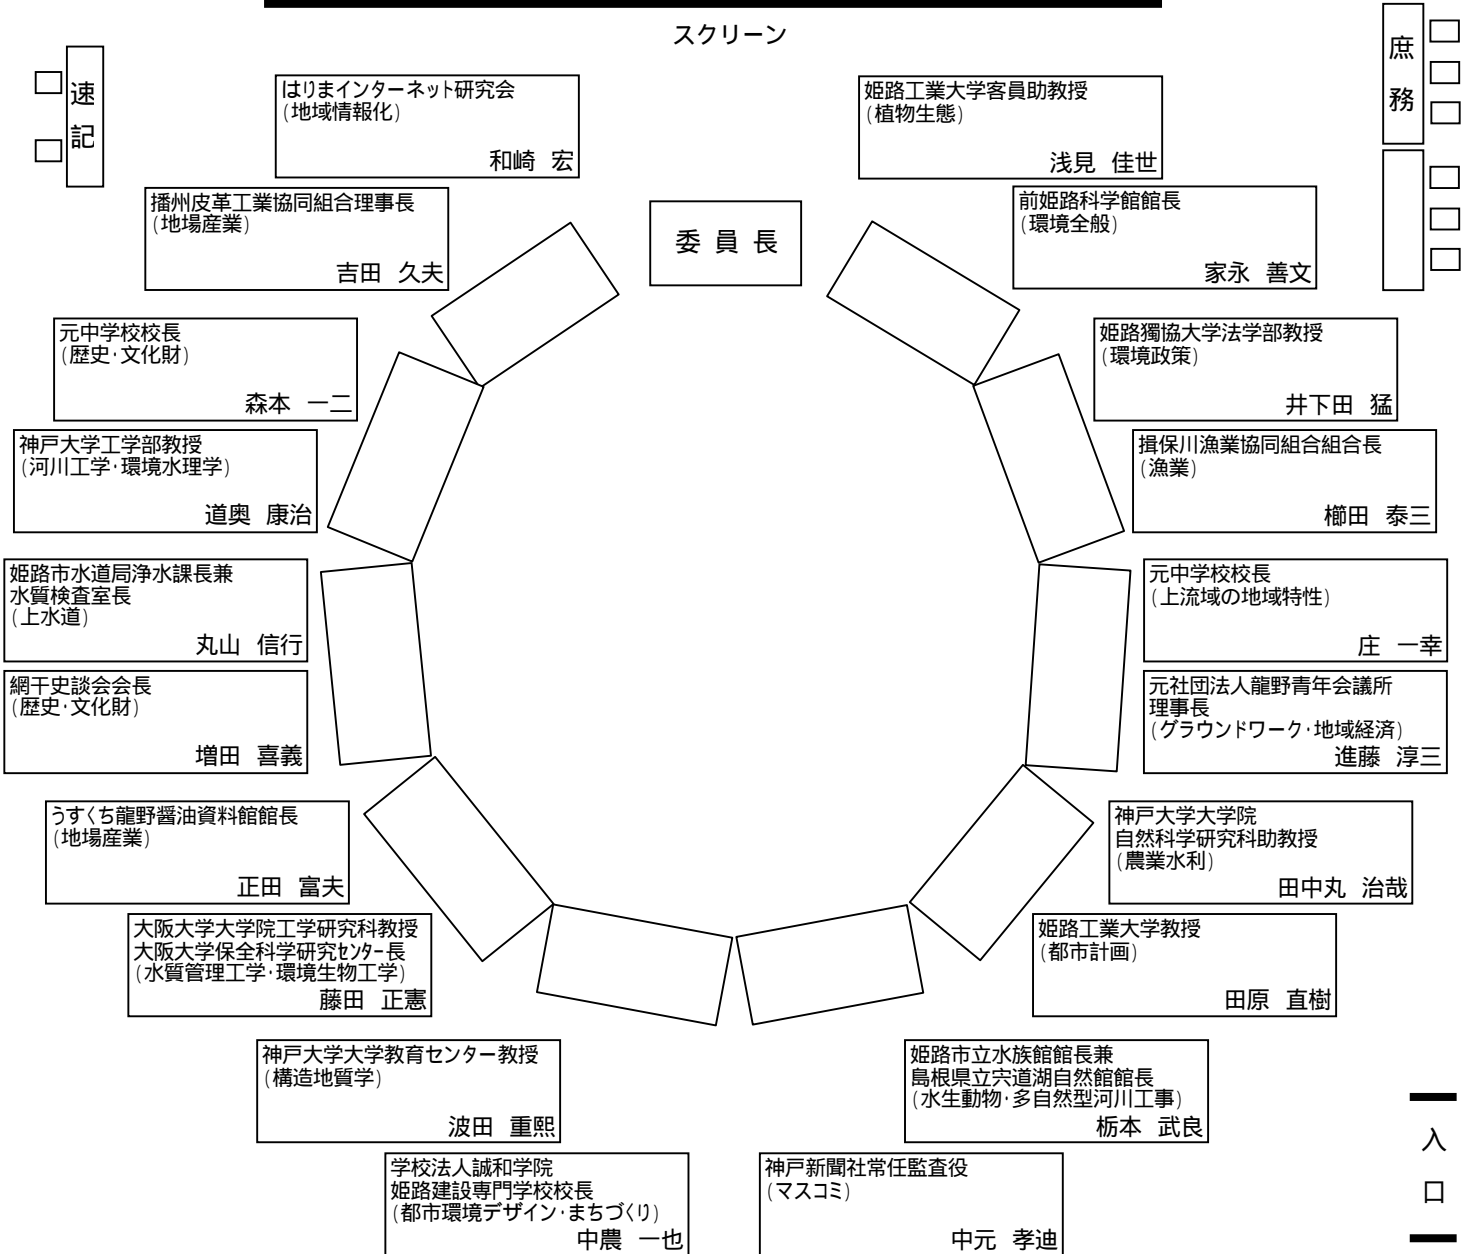 スクリーン
速記
庶務
はりまインターネット研究会
(地域情報化)
和崎 宏
姫路工業大学客員助教授
(植物生態)
浅見 佳世
播州皮革工業協同組合理事長
(地場産業)
吉田 久夫
委員長
前姫路科学館館長
(環境全般)
家永 善文
元中学校校長
(歴史・文化財)
森本 一二
姫路獨協大学法学部教授
(環境政策)
井下田 猛
神戸大学工学部教授
(河川工学・環境水理学)
道奥 康治
揖保川漁業協同組合組合長
(漁業)
櫛田 泰三
姫路市水道局浄水課長兼
水質検査室長
(上水道)
丸山 信行
元中学校校長
(上流域の地域特性)
庄 一幸
網干史談会会長
(歴史・文化財)
増田 喜義
元社団法人龍野青年会議所
理事長
(グラウンドワーク・地域経済)
進藤 淳三
うすくち龍野醤油資料館館長
(地場産業)
正田 富夫
神戸大学大学院
自然科学研究科助教授
(農業水利)
田中丸 治哉
大阪大学大学院工学研究科教授
大阪大学保全科学研究センター長
(水質管理工学・環境生物工学)
藤田 正憲
姫路工業大学教授
(都市計画)
田原 直樹
神戸大学大学教育センター教授
(構造地質学)
波田 重熙
姫路市立水族館館長兼
島根県立宍道湖自然館館長
(水生動物・多自然型河川工事)
栃本 武良
学校法人誠和学院
姫路建設専門学校校長
(都市環境デザイン・まちづくり)
中農 一也
神戸新聞社常任監査役
(マスコミ)
中元 孝迪
入口